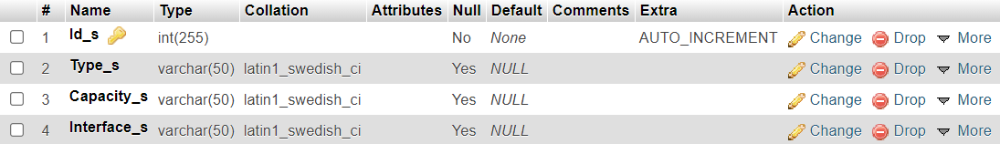 # Name Type Collation Attributes Null Default Comments Extra Action
1 Id_s int(255) No None AUTO_INCREMENT Change Drop More
2 Type_s varchar(50) latin1_swedish_ci Yes NULL Change Drop More
3 Capacity_s varchar(50) latin1_swedish_ci Yes NULL Change Drop More
4 Interface_s varchar(50) latin1_swedish_ci Yes NULL Change Drop More